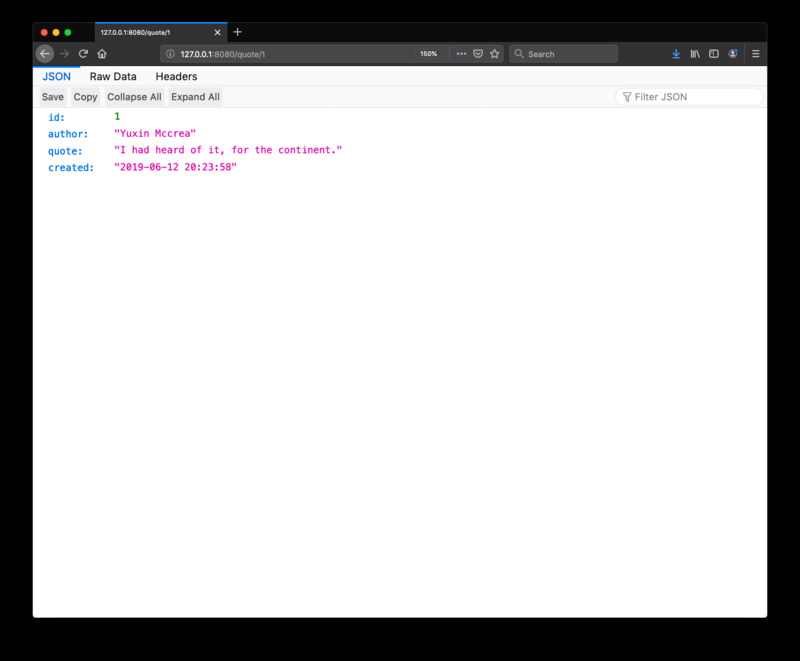 127.0.0.1:8080/quote/1
127.0.0.1:8080/quote/1 150% Search
JSON Raw Data Headers
Save Copy Collapse All Expand All Filter JSON
id: 1
author: "Yuxin Mccrea"
quote: "I had heard of it, for the continent."
created: "2019-06-12 20:23:58"